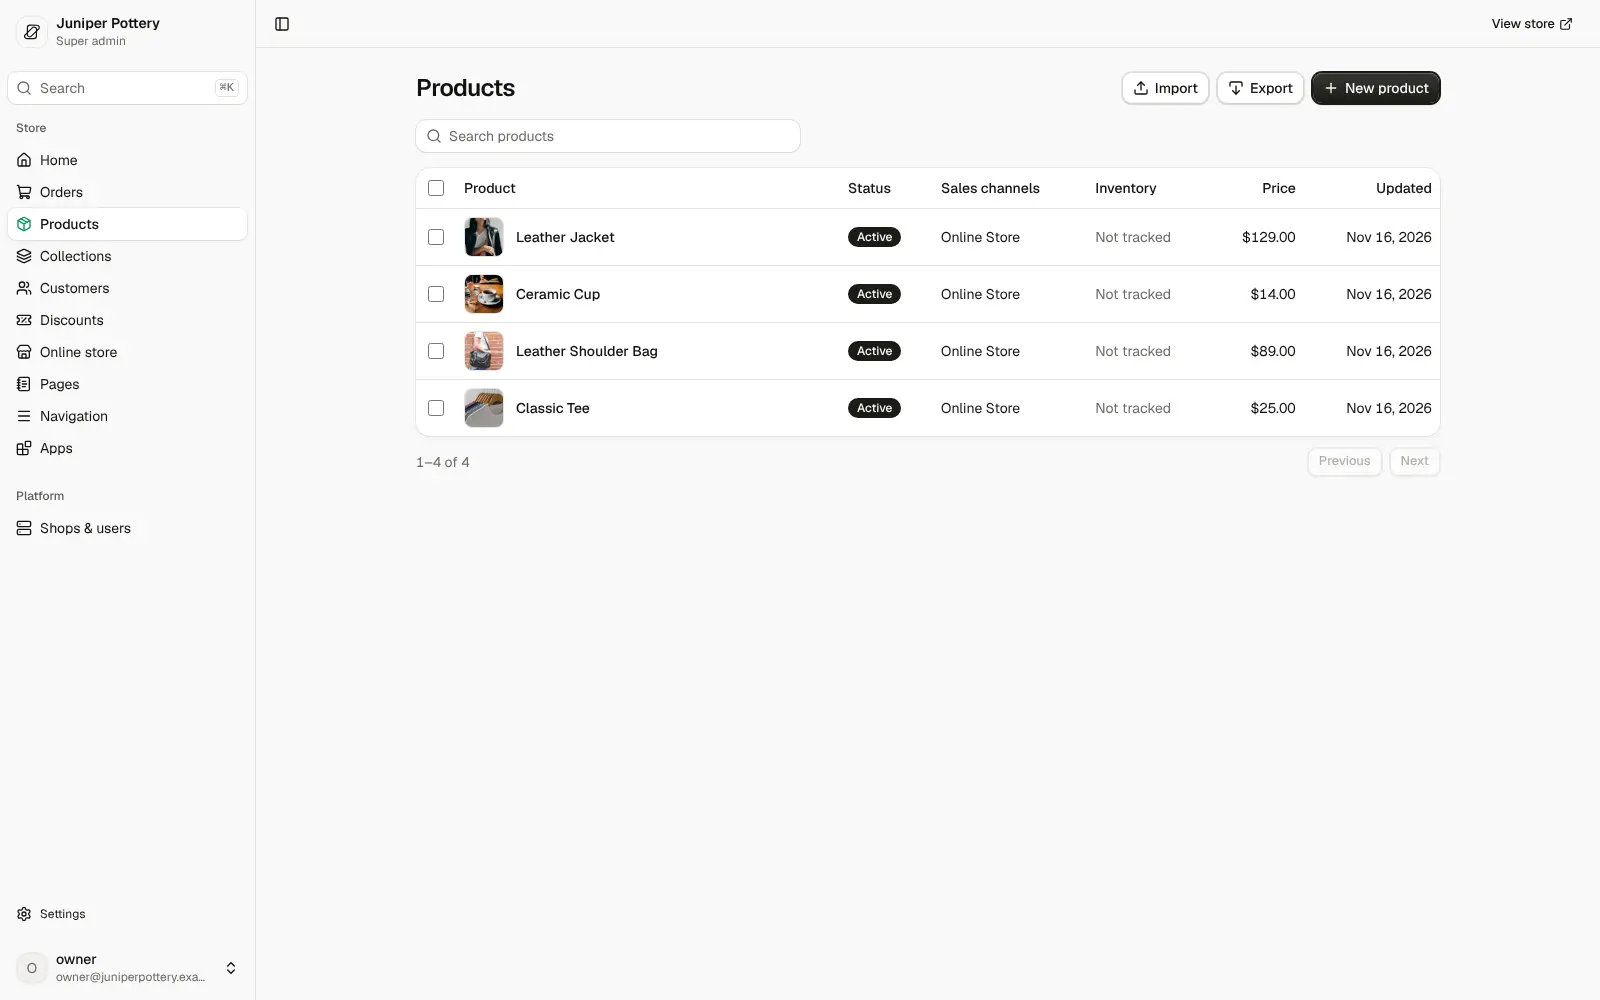 Juniper Pottery
Super admin
Search ⌘K
Store
Home
Orders
Products
Collections
Customers
Discounts
Online store
Pages
Navigation
Apps
Platform
Shops & users
Settings
O
owner
owner@juniperpottery.exa...
View store
Products
Import Export New product
Search products
Product Status Sales channels Inventory Price Updated
Leather Jacket Active Online Store Not tracked $129.00 Nov 16, 2026
Ceramic Cup Active Online Store Not tracked $14.00 Nov 16, 2026
Leather Shoulder Bag Active Online Store Not tracked $89.00 Nov 16, 2026
Classic Tee Active Online Store Not tracked $25.00 Nov 16, 2026
1–4 of 4 Previous Next